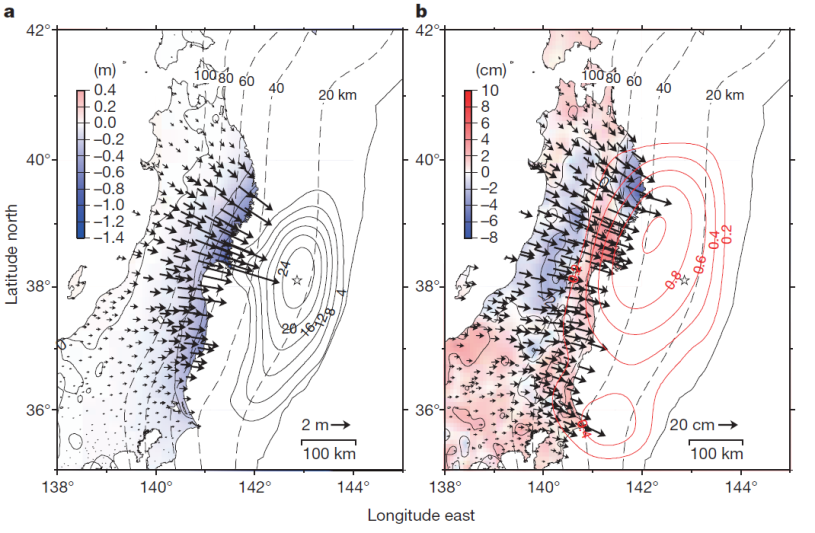 a
b
42°
40°
38°
36°
138°
140°
142°
144°
Latitude north
(m)
0.4
0.2
0.0
−0.2
−0.4
−0.6
−0.8
−1.0
−1.2
−1.4
100 80 60 40 20 km
24
20 16 12 8 4
2 m
100 km
42°
40°
38°
36°
138°
140°
142°
144°
(cm)
10
8
6
4
2
0
−2
−4
−6
−8
100 80 60 40 20 km
0.8 0.6 0.4 0.2
20 cm
100 km
Longitude east